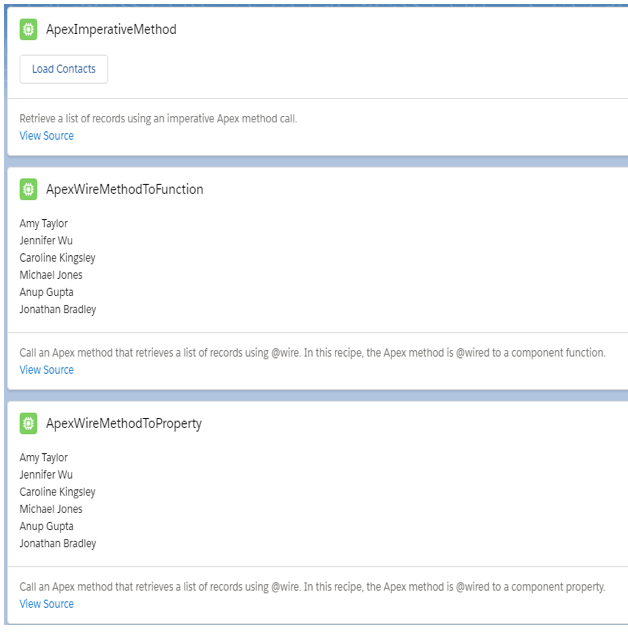 ApexImperativeMethod
Load Contacts
Retrieve a list of records using an imperative Apex method call.
View Source
ApexWireMethodToFunction
Amy Taylor
Jennifer Wu
Caroline Kingsley
Michael Jones
Anup Gupta
Jonathan Bradley
Call an Apex method that retrieves a list of records using @wire. In this recipe, the Apex method is @wired to a component function.
View Source
ApexWireMethodToProperty
Amy Taylor
Jennifer Wu
Caroline Kingsley
Michael Jones
Anup Gupta
Jonathan Bradley
Call an Apex method that retrieves a list of records using @wire. In this recipe, the Apex method is @wired to a component property.
View Source